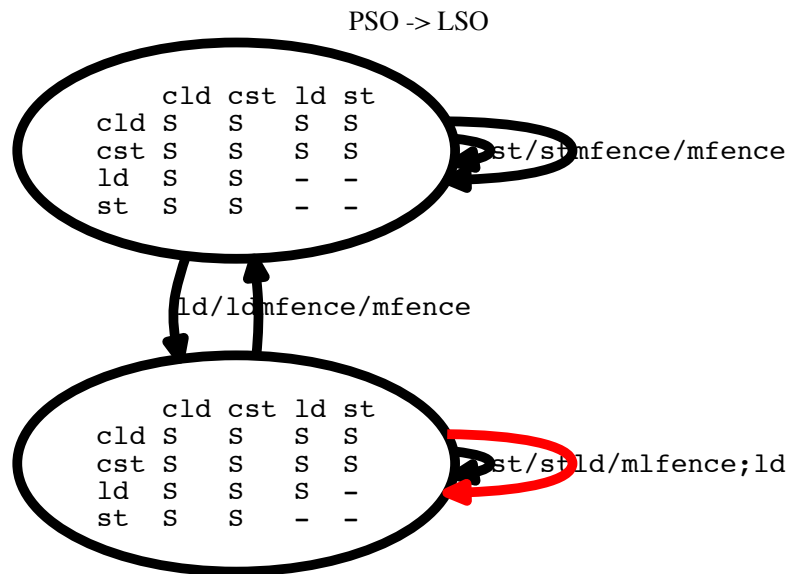 PSO -> LSO
cld cst ld st
cld S S S S
cst S S S S
ld S S - -
st S S - -
st/st
mfence/mfence
ld/ld
mfence/mfence
cld cst ld st
cld S S S S
cst S S S S
ld S S S -
st S S - -
st/st
ld/mlfence;ld